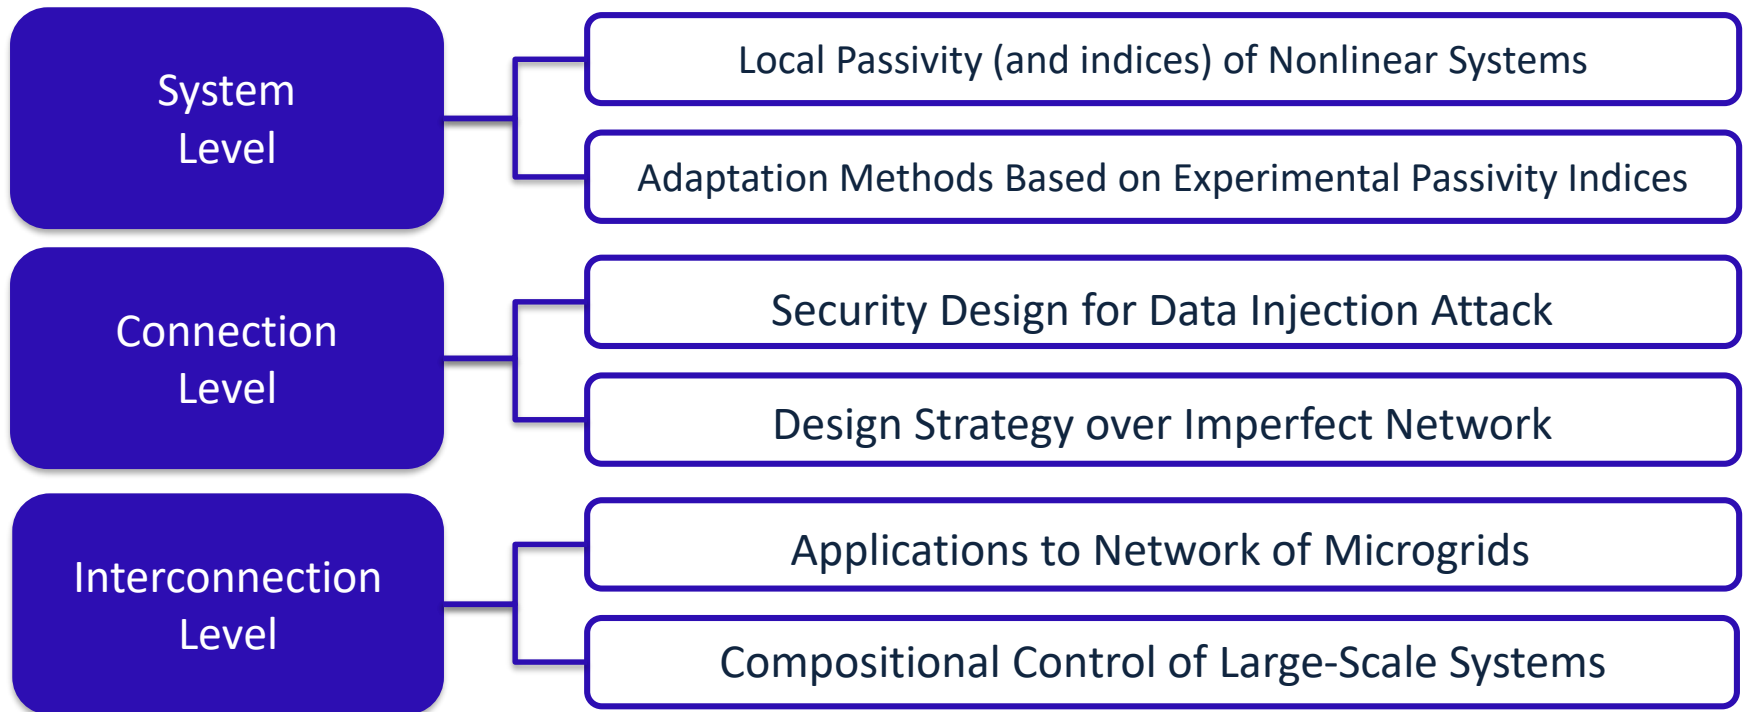 System
Level
Local Passivity (and indices) of Nonlinear Systems
Adaptation Methods Based on Experimental Passivity Indices
Connection
Level
Security Design for Data Injection Attack
Design Strategy over Imperfect Network
Interconnection
Level
Applications to Network of Microgrids
Compositional Control of Large-Scale Systems